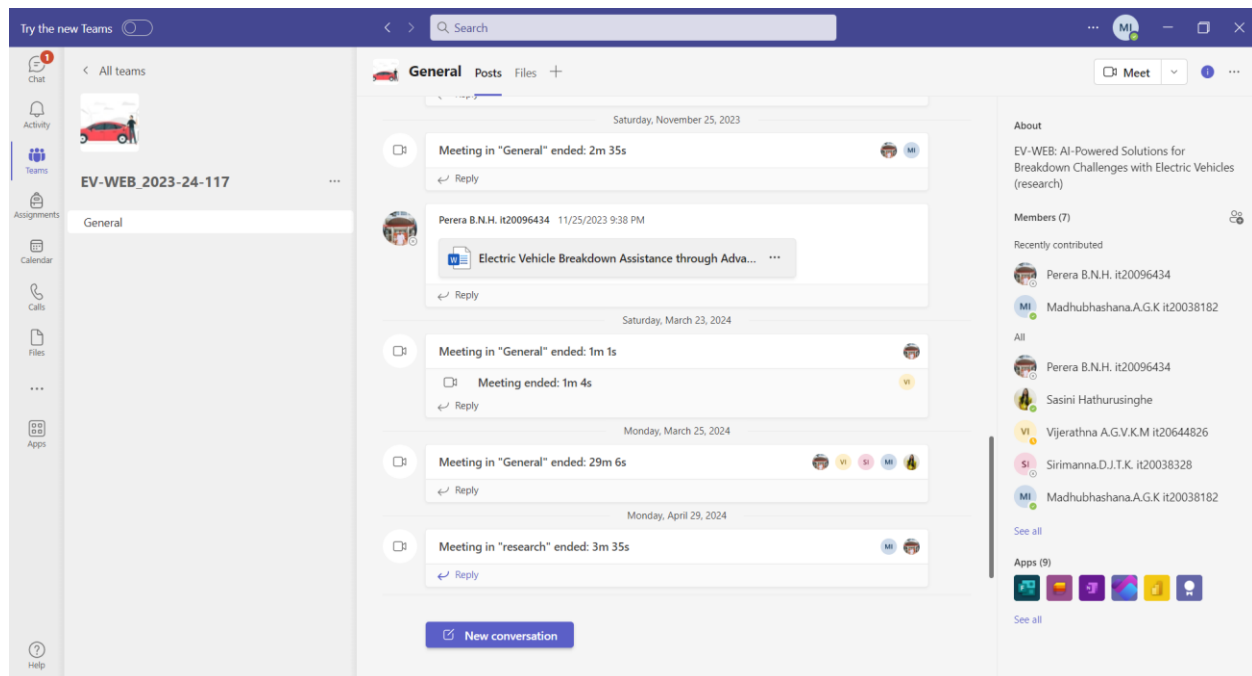 Try the new Teams
Search
MI
1
Chat
Activity
Teams
Assignments
Calendar
Calls
Files
Apps
Help
All teams
EV-WEB_2023-24-117
General
General Posts Files
Meet
Saturday, November 25, 2023
Meeting in "General" ended: 2m 35s
MI
Reply
Perera B.N.H. it20096434 11/25/2023 9:38 PM
Electric Vehicle Breakdown Assistance through Adva...
Reply
Saturday, March 23, 2024
Meeting in "General" ended: 1m 1s
Meeting ended: 1m 4s
VI
Reply
Monday, March 25, 2024
Meeting in "General" ended: 29m 6s
VI SI MI
Reply
Monday, April 29, 2024
Meeting in "research" ended: 3m 35s
MI
Reply
New conversation
About
EV-WEB: AI-Powered Solutions for
Breakdown Challenges with Electric Vehicles
(research)
Members (7)
Recently contributed
Perera B.N.H. it20096434
MI Madhubhashana.A.G.K it20038182
All
Perera B.N.H. it20096434
Sasini Hathurusinghe
VI Vijerathna A.G.V.K.M it20644826
SI Sirimanna.D.J.T.K. it20038328
MI Madhubhashana.A.G.K it20038182
See all
Apps (9)
See all